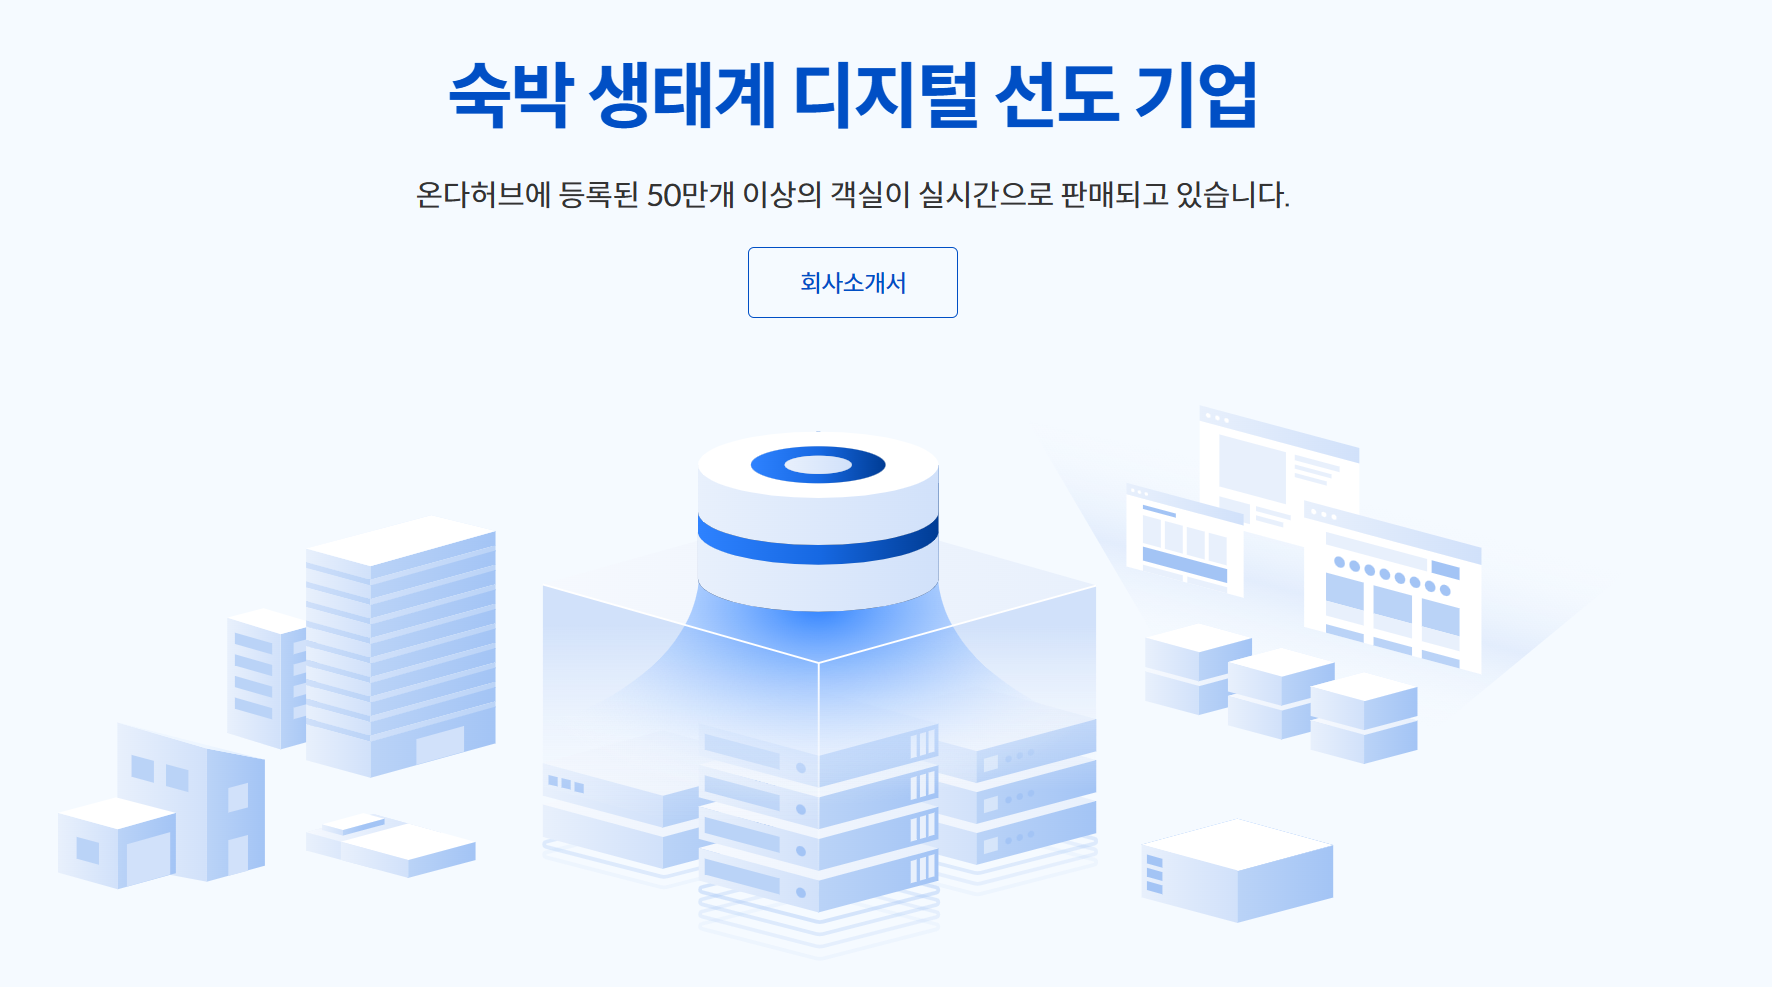 숙박 생태계 디지털 선도 기업
온다허브에 등록된 50만개 이상의 객실이 실시간으로 판매되고 있습니다.
회사소개서